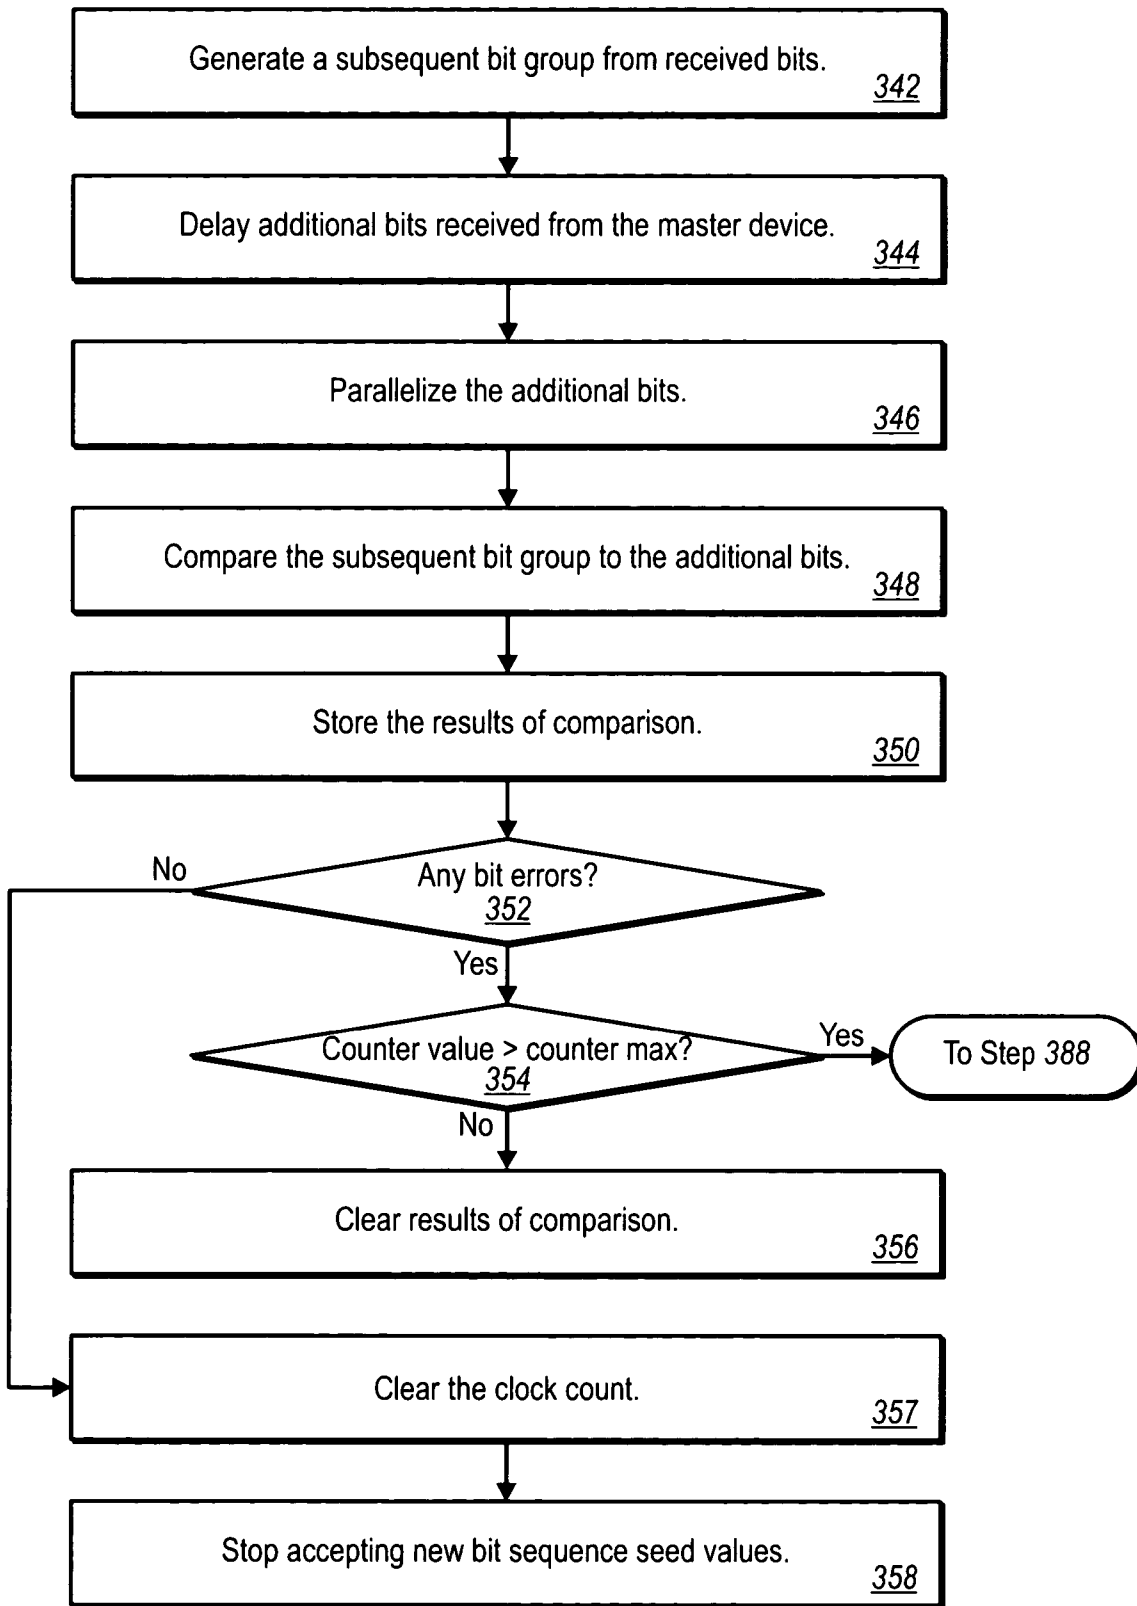 Generate a subsequent bit group from received bits.
342
Delay additional bits received from the master device.
344
Parallelize the additional bits.
346
Compare the subsequent bit group to the additional bits.
348
Store the results of comparison.
350
No
Any bit errors?
352
Yes
Counter value > counter max?
354
Yes
To Step 388
No
Clear results of comparison.
356
Clear the clock count.
357
Stop accepting new bit sequence seed values.
358